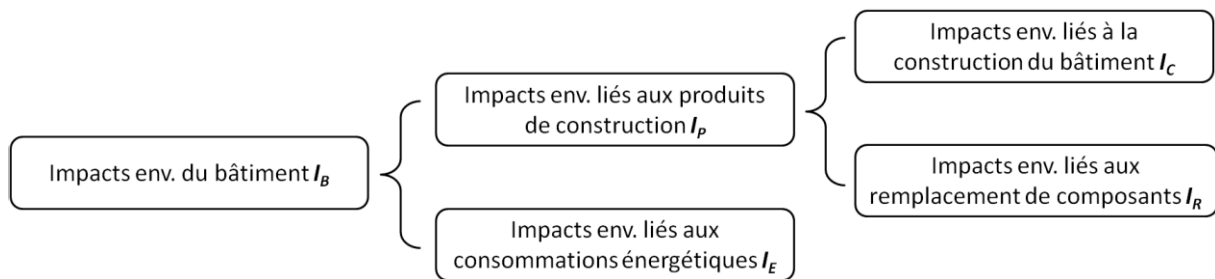 Impacts env. du bâtiment I_B
Impacts env. liés aux produits
de construction I_P
Impacts env. liés aux
consommations énergétiques I_E
Impacts env. liés à la
construction du bâtiment I_C
Impacts env. liés aux
remplacement de composants I_R